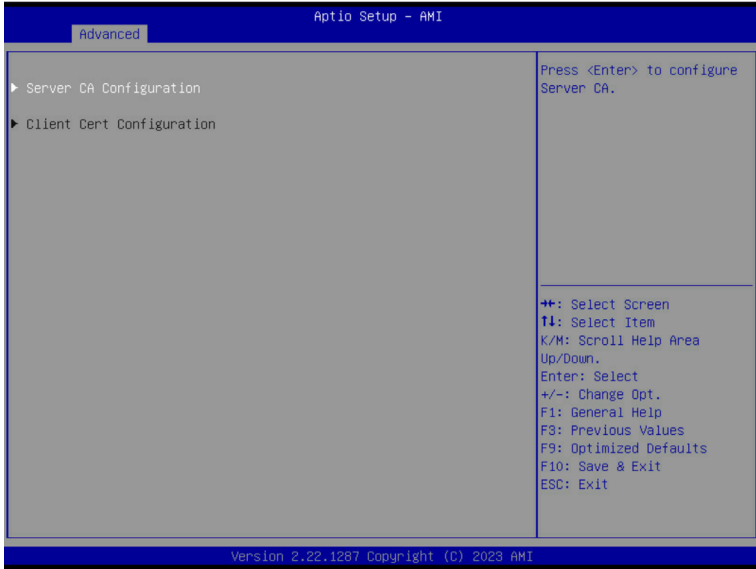 Aptio Setup – AMI
Advanced
▶ Server CA Configuration
▶ Client Cert Configuration
Press <Enter> to configure
Server CA.
→←: Select Screen
↑↓: Select Item
K/M: Scroll Help Area
Up/Down.
Enter: Select
+/-: Change Opt.
F1: General Help
F3: Previous Values
F9: Optimized Defaults
F10: Save & Exit
ESC: Exit
Version 2.22.1287 Copyright (C) 2023 AMI